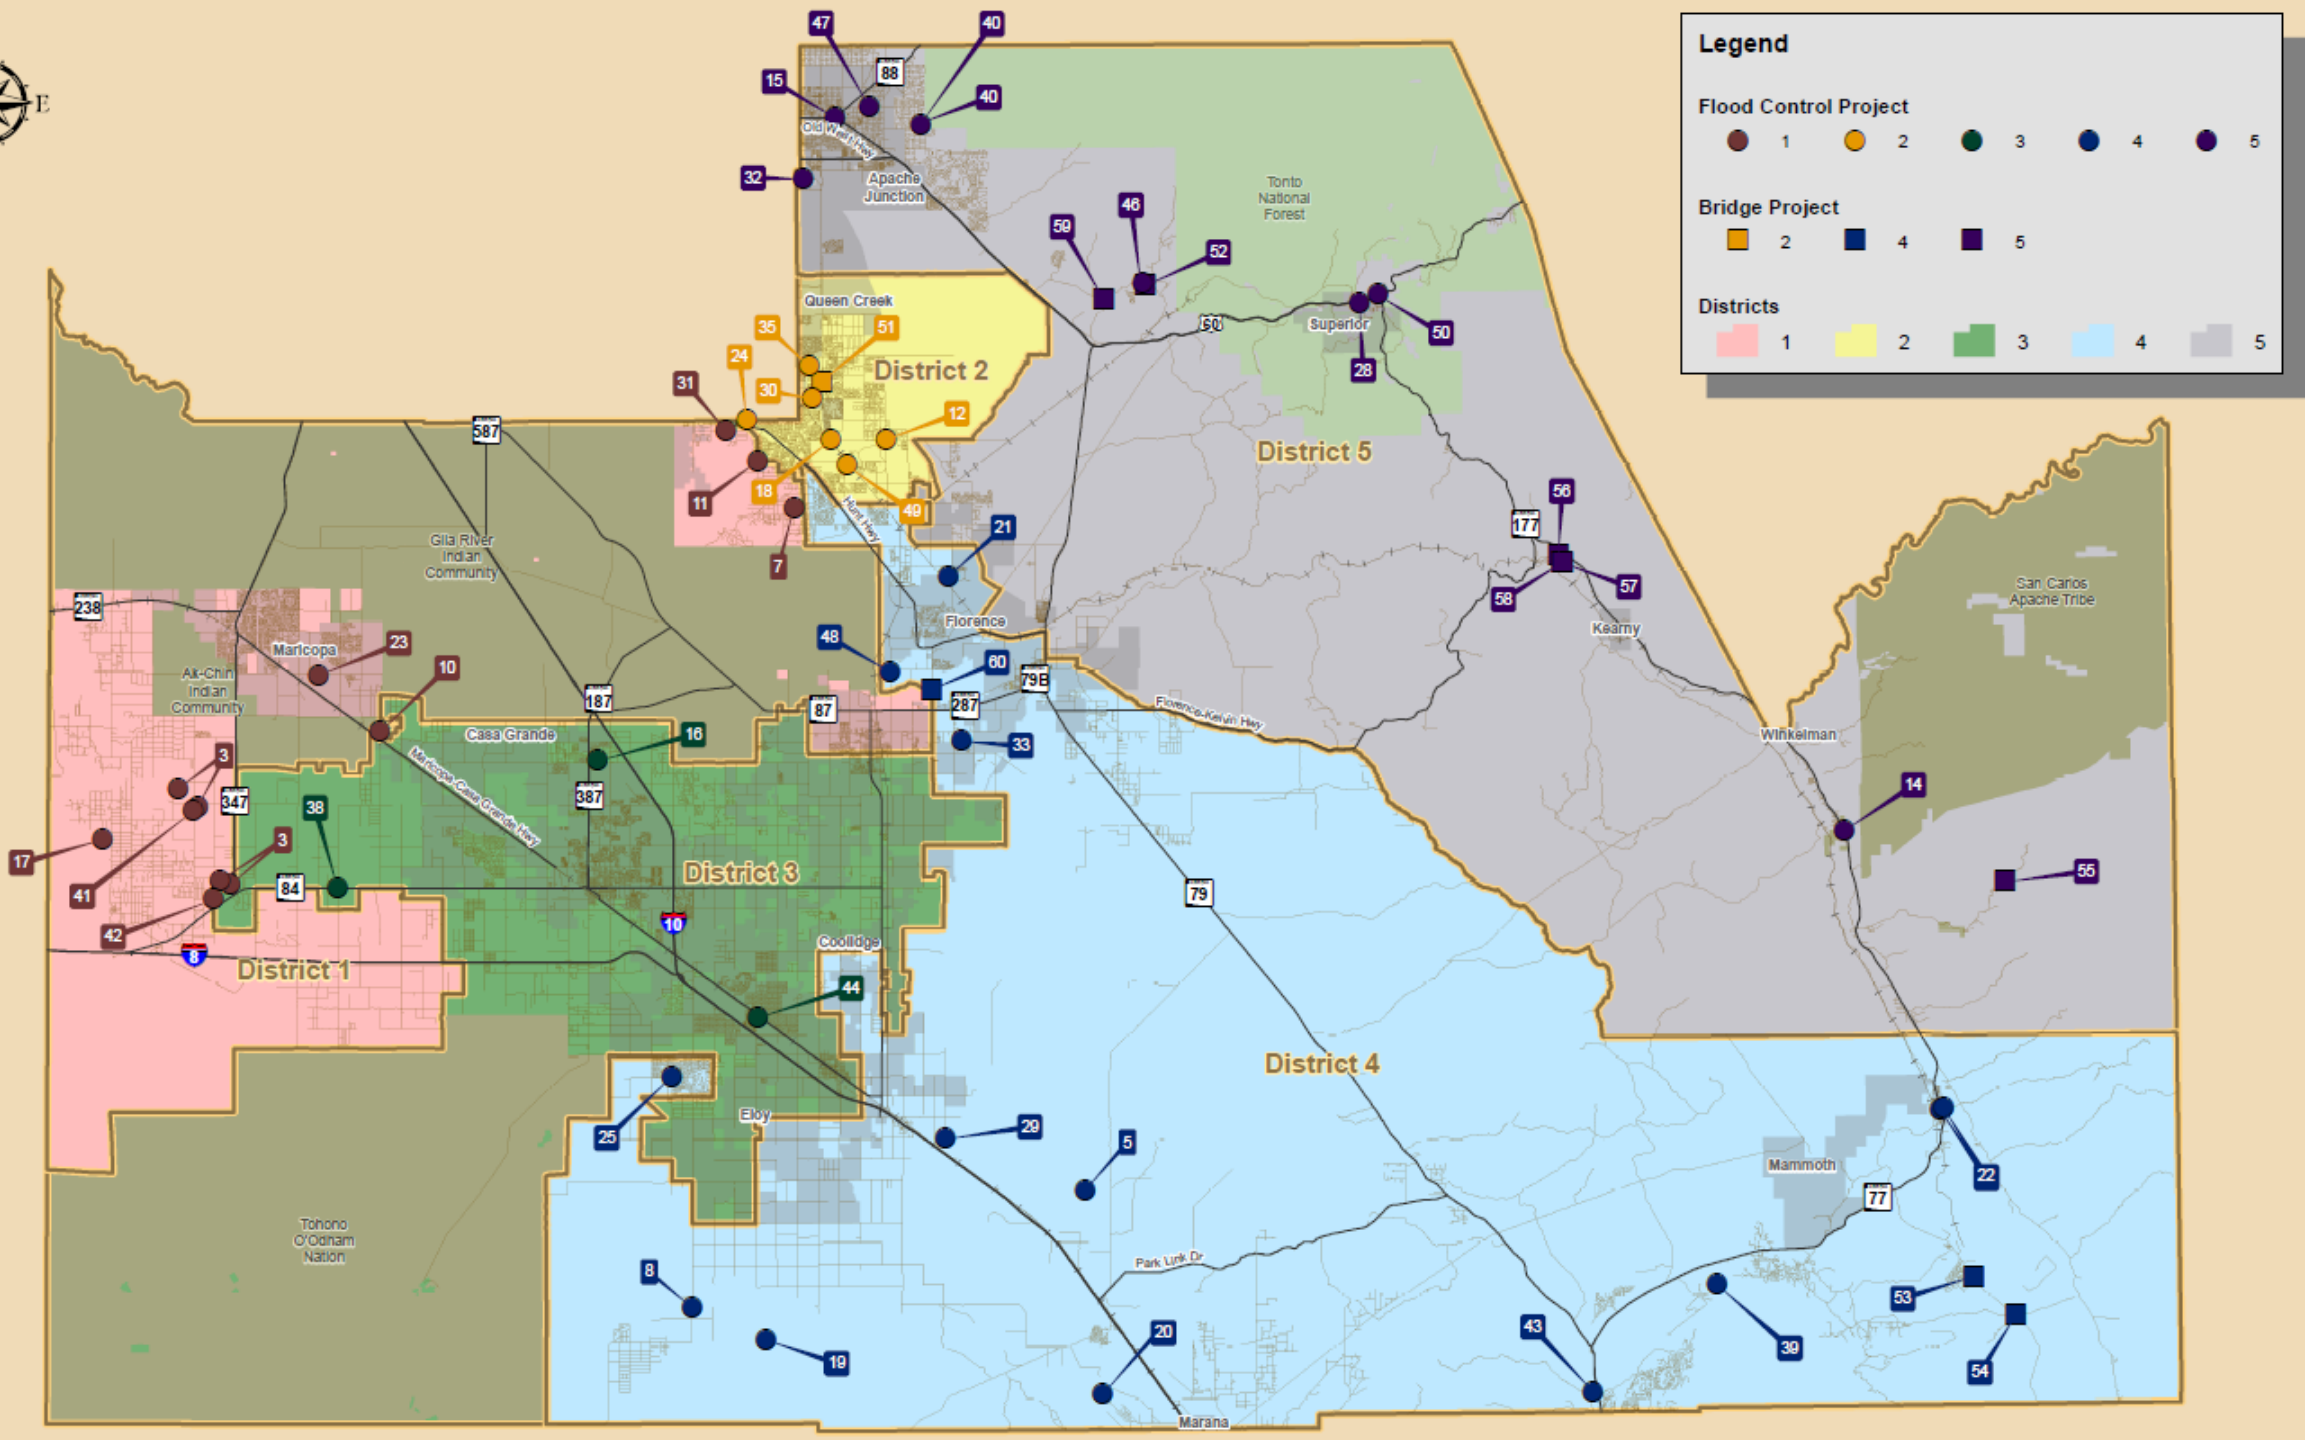 47
40
88
15
40
Old West Hwy
32
Apache
Junction
E
Legend
Flood Control Project
1
2
3
4
5
Bridge Project
2
4
5
Districts
1
2
3
4
5
Tonto
National
Forest
46
59
52
60
Superior
50
28
Queen Creek
35
51
24
District 2
30
31
12
18
49
11
7
Hunt Hwy
587
Gila River
Indian
Community
21
District 5
56
177
57
58
Kearny
San Carlos
Apache Tribe
238
Maricopa
23
10
Ak-Chin
Indian
Community
Florence
48
60
79B
287
87
33
187
Casa Grande
16
387
Maricopa-Casa Grande Hwy
Florence-Kelvin Hwy
Winkelman
14
55
3
347
38
17
3
41
84
42
8
District 1
District 3
10
Coolidge
44
79
District 4
25
Eloy
29
5
22
Mammoth
77
Tohono
O'Odham
Nation
8
19
Park Link Dr
20
43
39
53
54
Marana